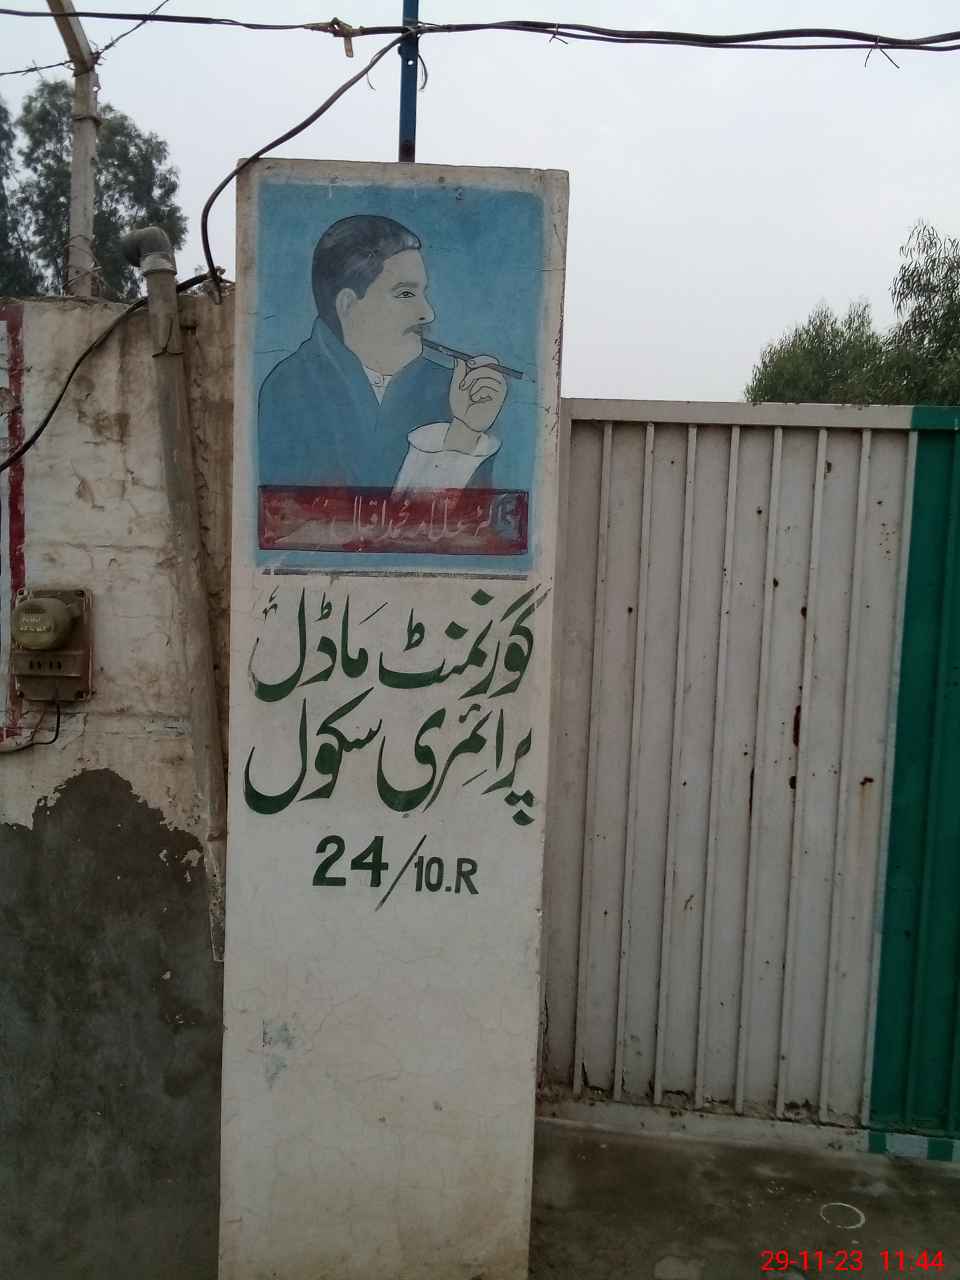 ڈاکٹر علامہ محمد اقبال
گورنمنٹ ماڈل
پرائمری سکول
24/10.R
29-11-23 11:44